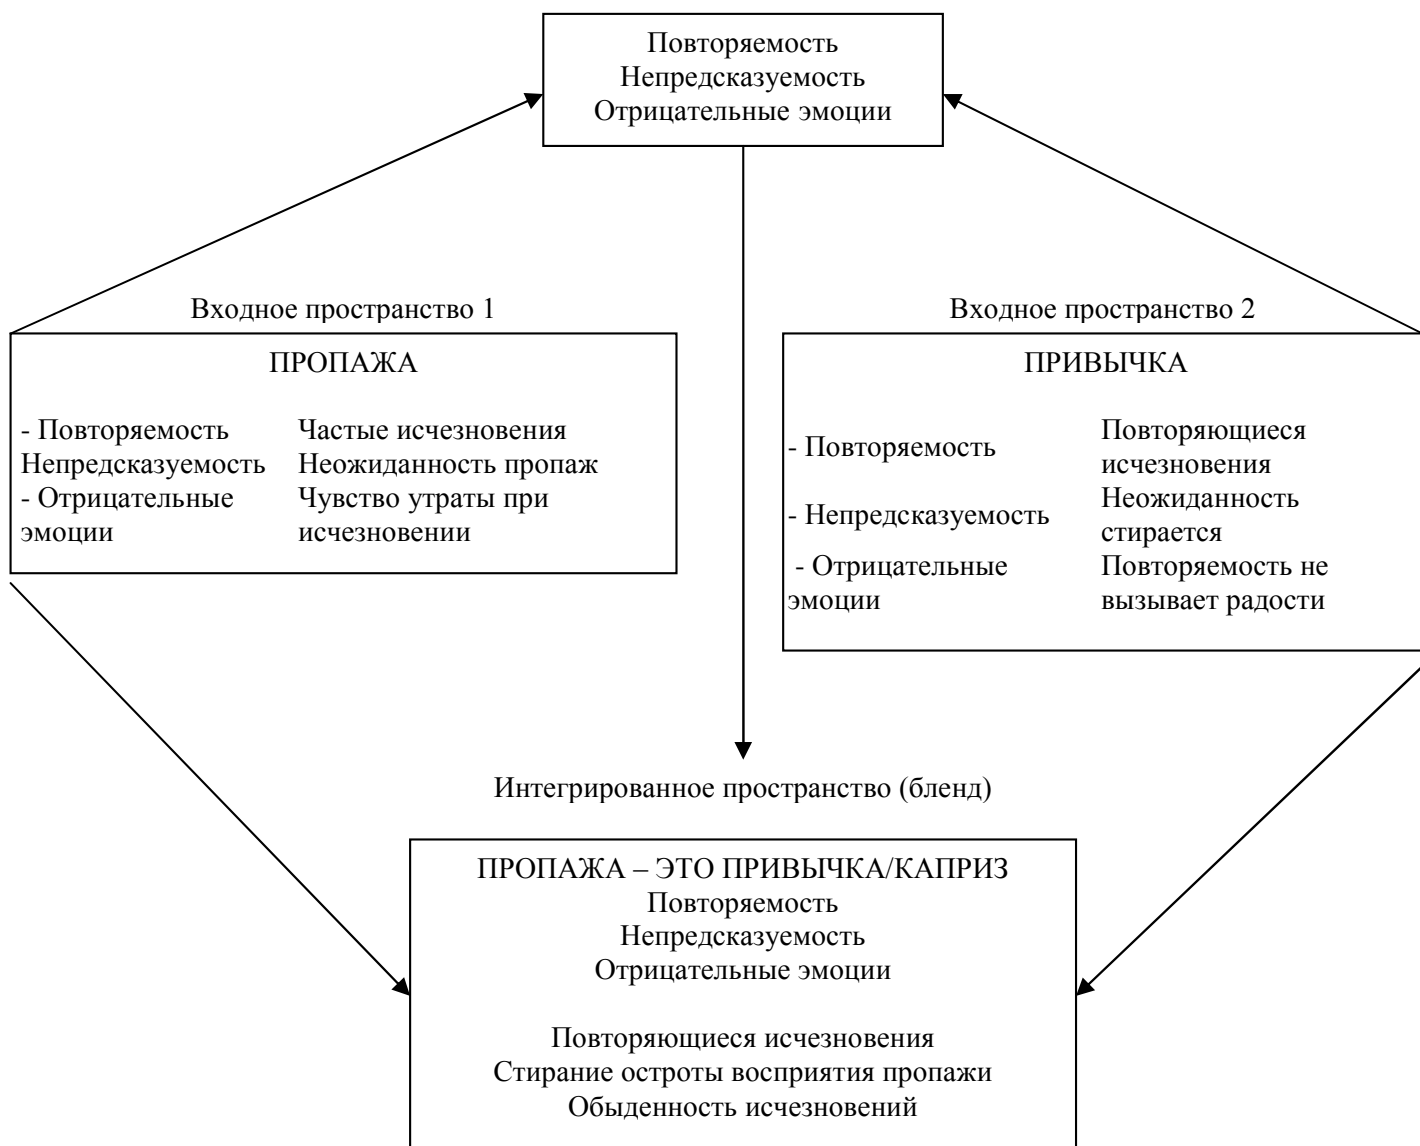 Повторяемость
Непредсказуемость
Отрицательные эмоции
Входное пространство 1
ПРОПАЖА
- Повторяемость Частые исчезновения
Непредсказуемость Неожиданность пропаж
- Отрицательные Чувство утраты при
эмоции исчезновении
Входное пространство 2
ПРИВЫЧКА
- Повторяемость
Повторяющиеся
исчезновения
- Непредсказуемость
Неожиданность
стирается
- Отрицательные Повторяемость не
эмоции вызывает радости
Интегрированное пространство (бленд)
ПРОПАЖА – ЭТО ПРИВЫЧКА/КАПРИЗ
Повторяемость
Непредсказуемость
Отрицательные эмоции
Повторяющиеся исчезновения
Стирание остроты восприятия пропажи
Обыденность исчезновений